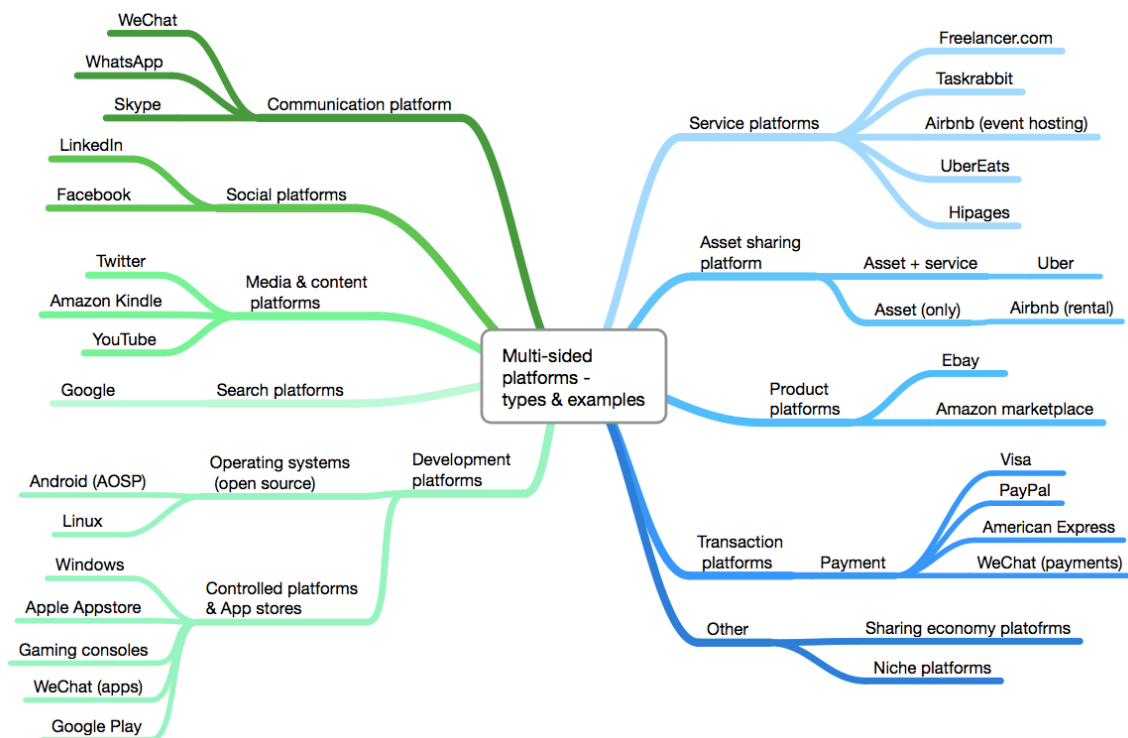 WeChat
WhatsApp
Skype
Communication platform
LinkedIn
Facebook
Social platforms
Twitter
Amazon Kindle
YouTube
Media & content
platforms
Google
Search platforms
Android (AOSP)
Linux
Operating systems
(open source)
Development
platforms
Windows
Apple Appstore
Gaming consoles
WeChat (apps)
Google Play
Controlled platforms
& App stores
Multi-sided
platforms -
types & examples
Service platforms
Freelancer.com
Taskrabbit
Airbnb (event hosting)
UberEats
Hipages
Asset sharing
platform
Asset + service
Uber
Asset (only)
Airbnb (rental)
Product
platforms
Ebay
Amazon marketplace
Transaction
platforms
Payment
Visa
PayPal
American Express
WeChat (payments)
Other
Sharing economy platofrms
Niche platforms